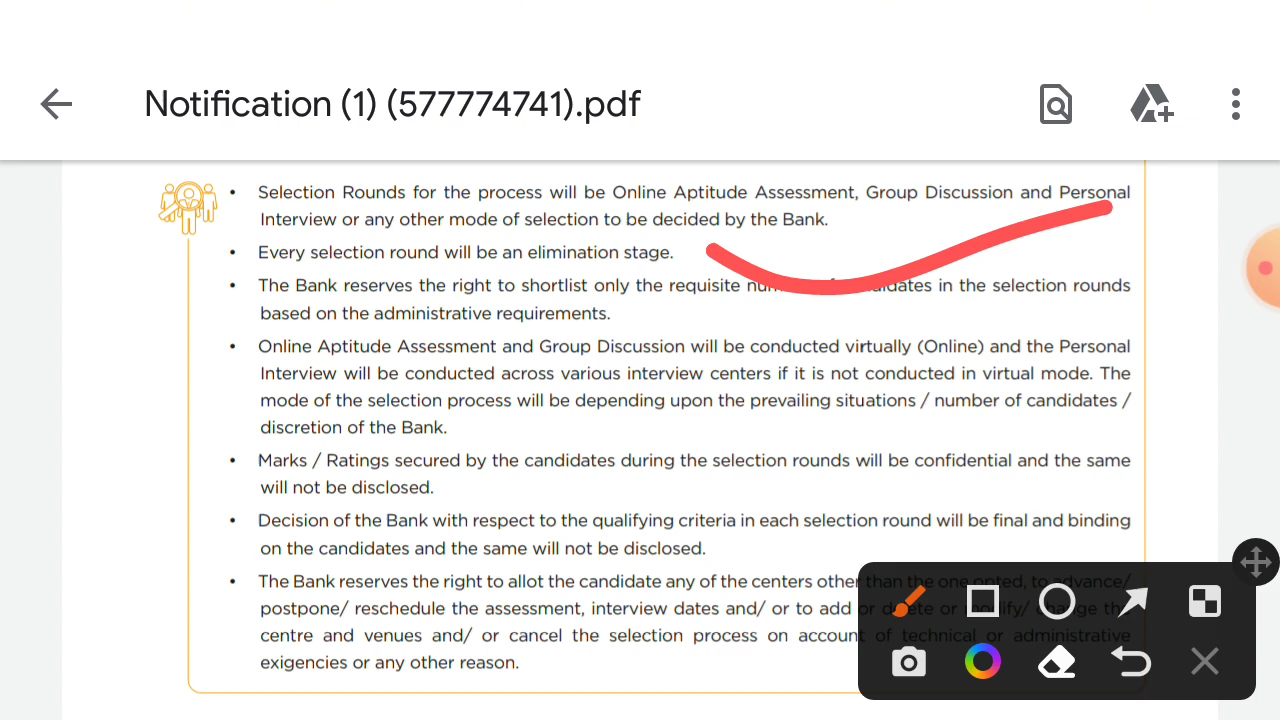 Notification (1) (577774741).pdf
• Selection Rounds for the process will be Online Aptitude Assessment, Group Discussion and Personal
Interview or any other mode of selection to be decided by the Bank.
• Every selection round will be an elimination stage.
• The Bank reserves the right to shortlist only the requisite in the selection rounds
based on the administrative requirements.
• Online Aptitude Assessment and Group Discussion will be conducted virtually (Online) and the Personal
Interview will be conducted across various interview centers if it is not conducted in virtual mode. The
mode of the selection process will be depending upon the prevailing situations / number of candidates /
discretion of the Bank.
• Marks / Ratings secured by the candidates during the selection rounds will be confidential and the same
will not be disclosed.
• Decision of the Bank with respect to the qualifying criteria in each selection round will be final and binding
on the candidates and the same will not be disclosed.
• The Bank reserves the right to allot the candidate any of the centers other than the one opted, to advance/
postpone/ reschedule the assessment, interview dates and/ or to add or delete or modify/ change the
centre and venues and/ or cancel the selection process on account of technical or administrative
exigencies or any other reason.